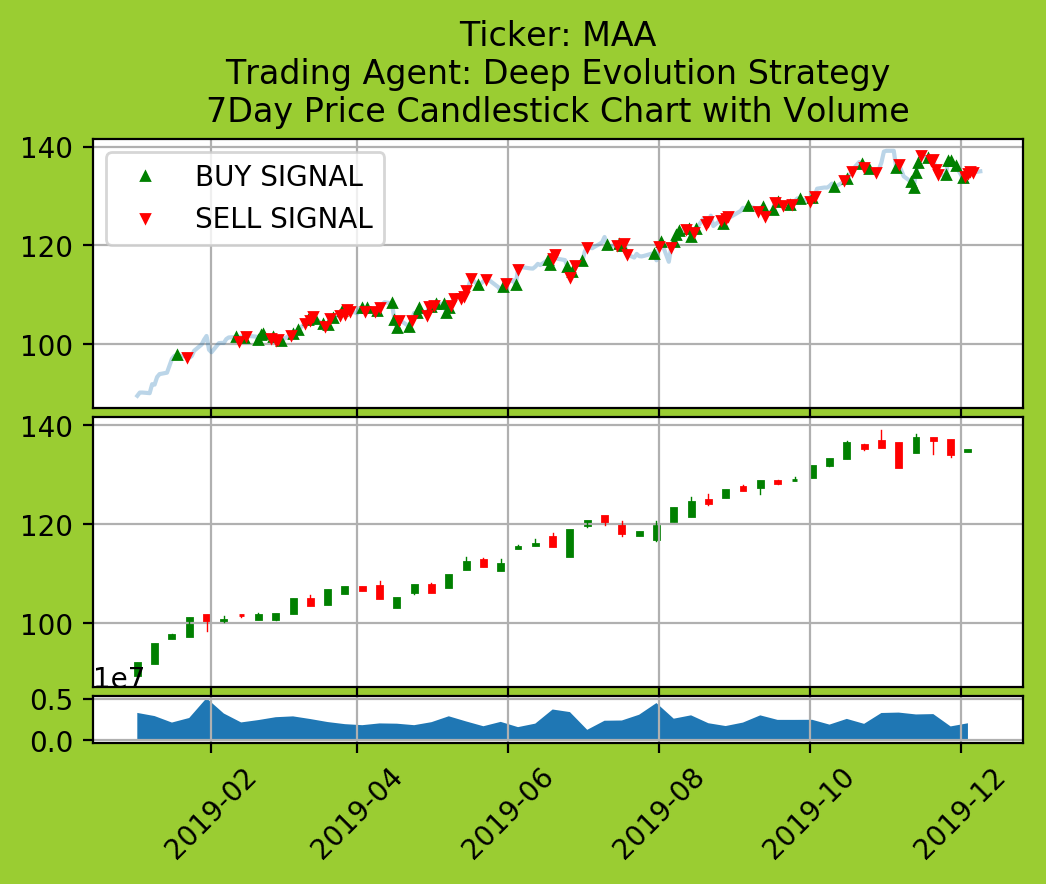 Ticker: MAA
Trading Agent: Deep Evolution Strategy
7Day Price Candlestick Chart with Volume
140
120
100
BUY SIGNAL
SELL SIGNAL
140
120
100
1e7
0.5
0.0
2019-02
2019-04
2019-06
2019-08
2019-10
2019-12